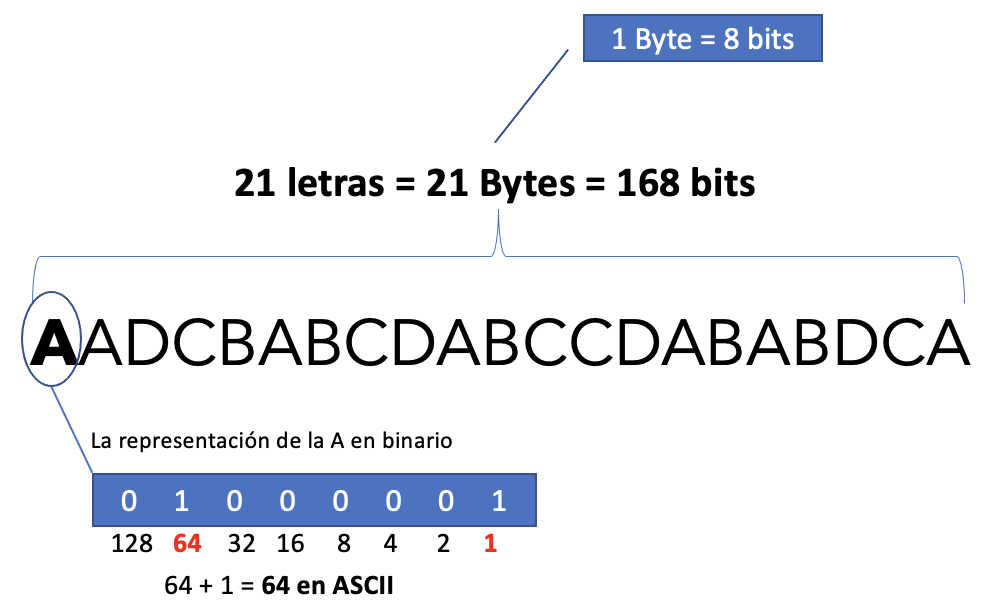 1 Byte = 8 bits
21 letras = 21 Bytes = 168 bits
AADCBABCDABCCDABABDCA
La representación de la A en binario
0 1 0 0 0 0 0 1
128 64 32 16 8 4 2 1
64 + 1 = 64 en ASCII